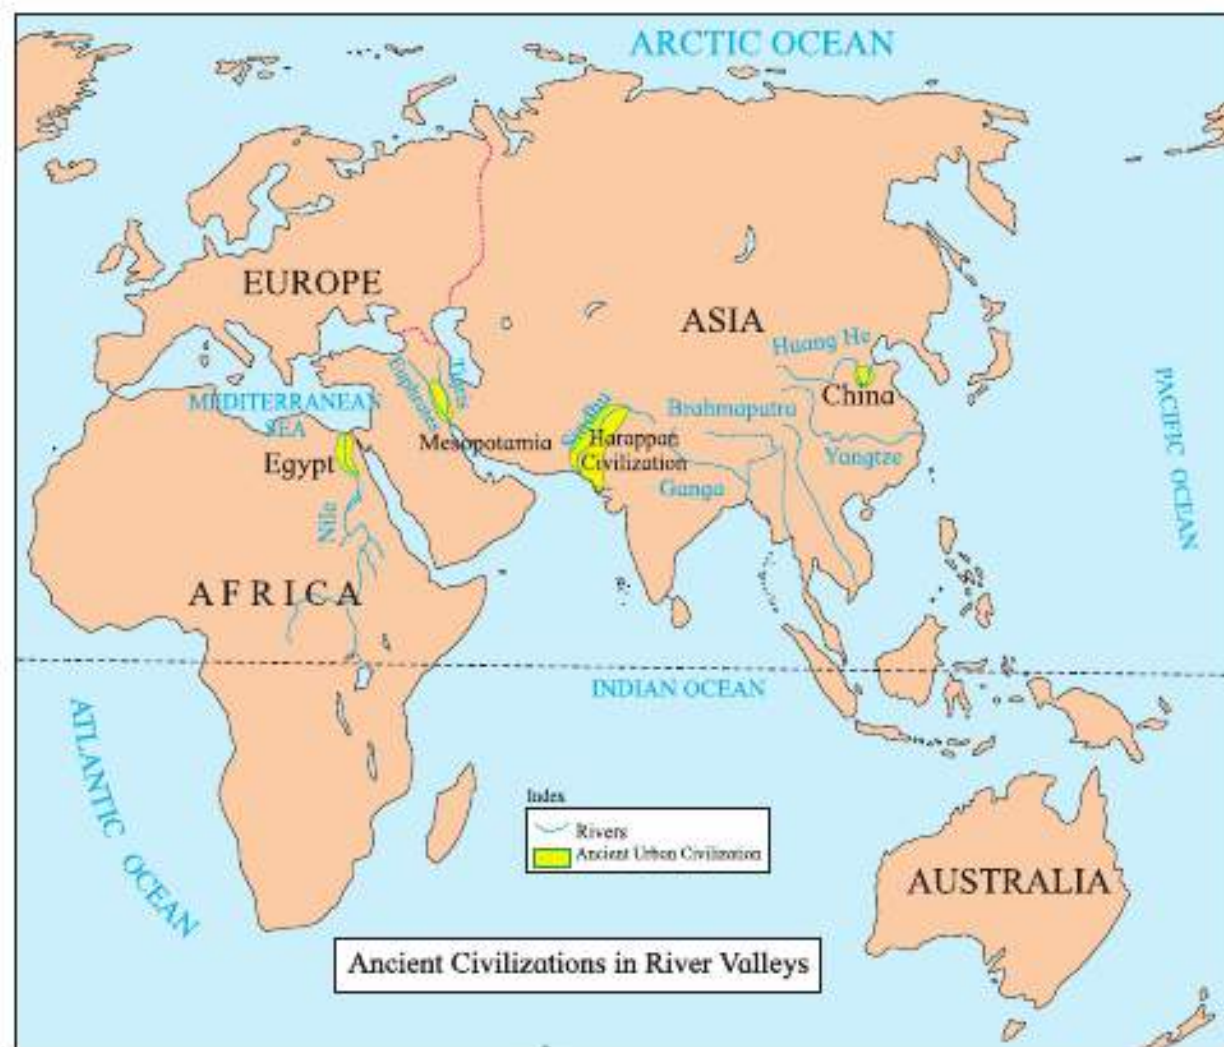 ARCTIC OCEAN
EUROPE
ASIA
Huang He
Tigris
Euphrates
China
MEDITERRANEAN
SEA
Sindhu
Brahmaputra
Mesopotamia
Harappan
Civilization
Egypt
Yangtze
Ganga
Nile
PACIFIC OCEAN
AFRICA
INDIAN OCEAN
ATLANTIC OCEAN
Index
Rivers
Ancient Urban Civilization
AUSTRALIA
Ancient Civilizations in River Valleys